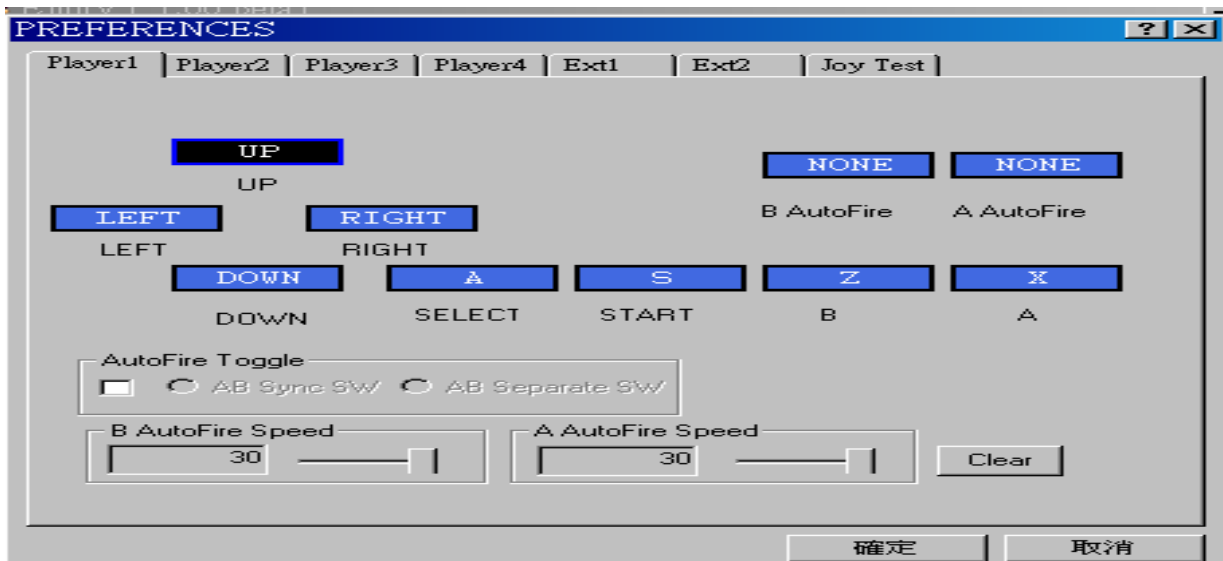 PREFERENCES
Player1 Player2 Player3 Player4 Ext1 Ext2 Joy Test
UP
UP
NONE NONE
B AutoFire A AutoFire
LEFT RIGHT
LEFT RIGHT
DOWN A S Z X
DOWN SELECT START B A
AutoFire Toggle
AB Sync SW AB Separate SW
B AutoFire Speed A AutoFire Speed
30 30 Clear
確定 取消